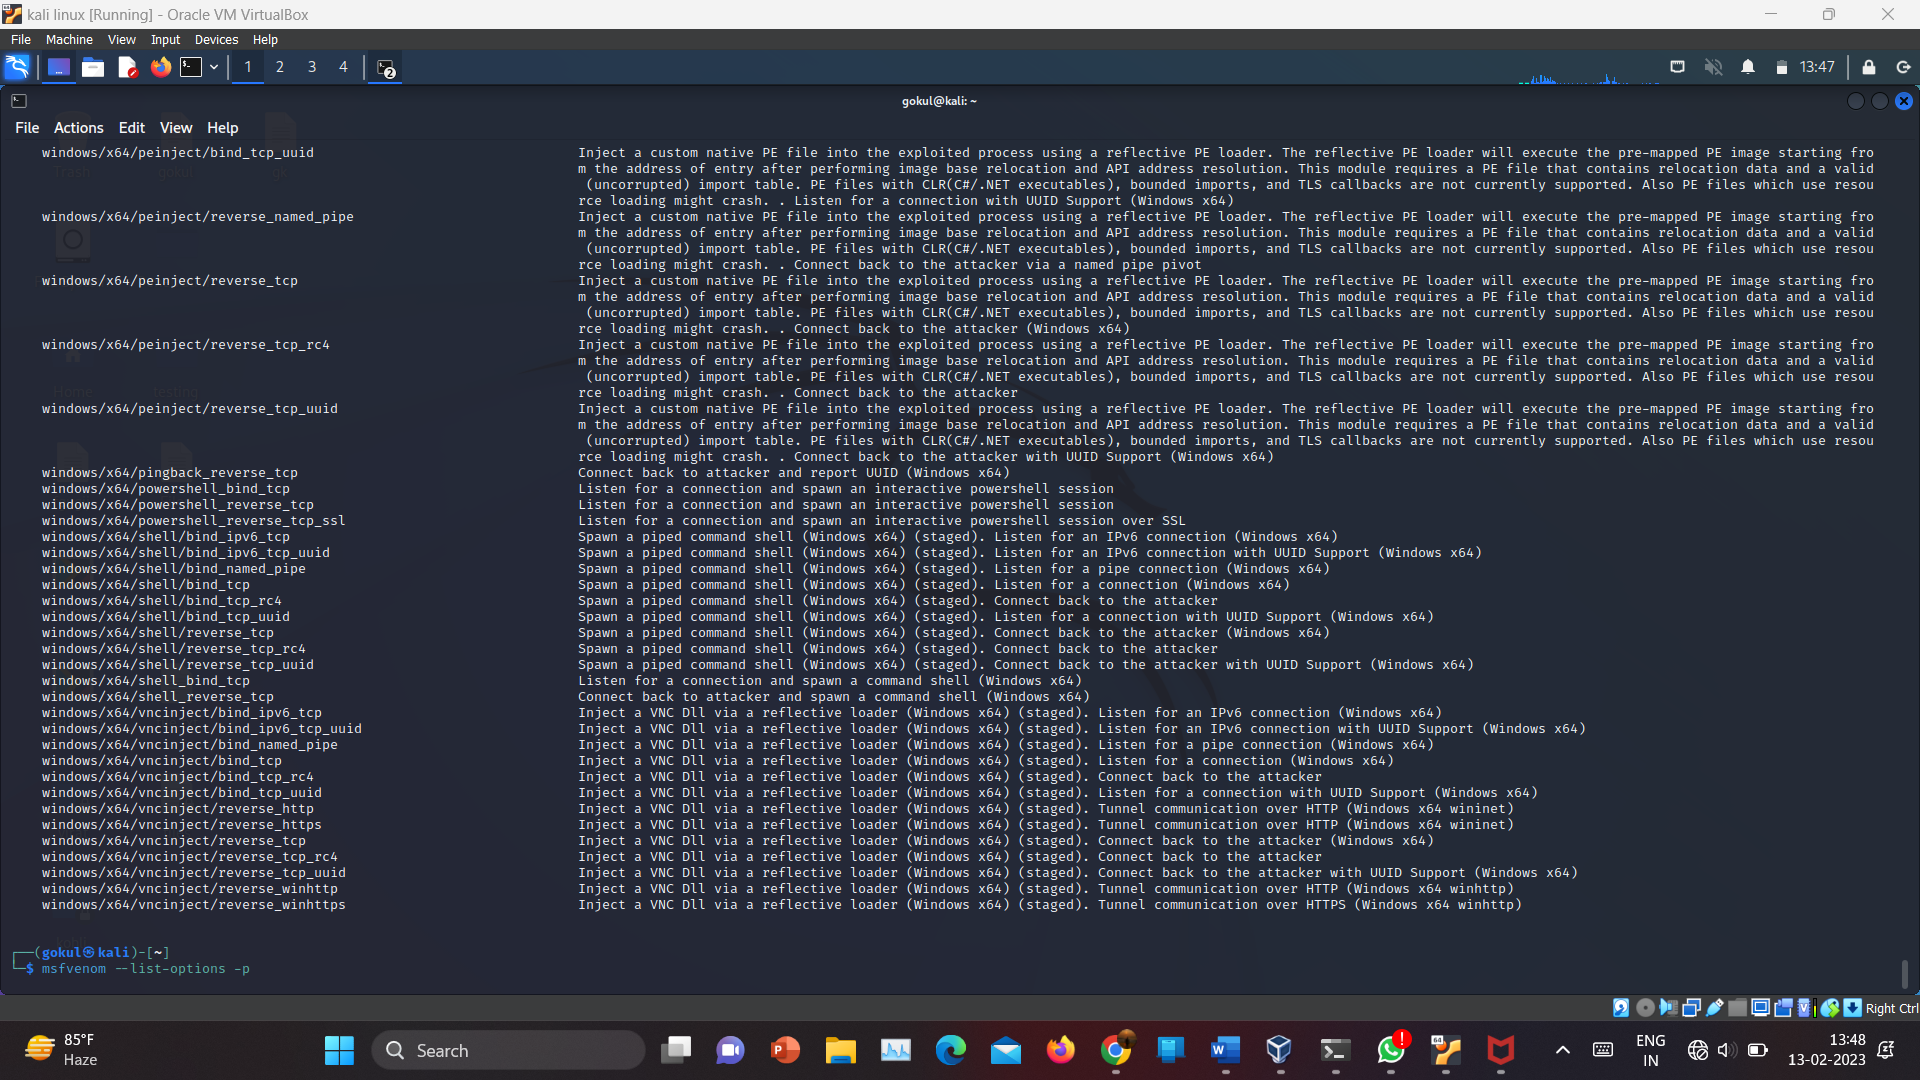 kali linux [Running] - Oracle VM VirtualBox
File Machine View Input Devices Help
1 2 3 4 2 13:47
gokul@kali: ~
File Actions Edit View Help
windows/x64/peinject/bind_tcp_uuid Inject a custom native PE file into the exploited process using a reflective PE loader. The reflective PE loader will execute the pre-mapped PE image starting fro
m the address of entry after performing image base relocation and API address resolution. This module requires a PE file that contains relocation data and a valid
(uncorrupted) import table. PE files with CLR(C#/.NET executables), bounded imports, and TLS callbacks are not currently supported. Also PE files which use resou
rce loading might crash. . Listen for a connection with UUID Support (Windows x64)
windows/x64/peinject/reverse_named_pipe Inject a custom native PE file into the exploited process using a reflective PE loader. The reflective PE loader will execute the pre-mapped PE image starting fro
m the address of entry after performing image base relocation and API address resolution. This module requires a PE file that contains relocation data and a valid
(uncorrupted) import table. PE files with CLR(C#/.NET executables), bounded imports, and TLS callbacks are not currently supported. Also PE files which use resou
rce loading might crash. . Connect back to the attacker via a named pipe pivot
windows/x64/peinject/reverse_tcp Inject a custom native PE file into the exploited process using a reflective PE loader. The reflective PE loader will execute the pre-mapped PE image starting fro
m the address of entry after performing image base relocation and API address resolution. This module requires a PE file that contains relocation data and a valid
(uncorrupted) import table. PE files with CLR(C#/.NET executables), bounded imports, and TLS callbacks are not currently supported. Also PE files which use resou
rce loading might crash. . Connect back to the attacker (Windows x64)
windows/x64/peinject/reverse_tcp_rc4 Inject a custom native PE file into the exploited process using a reflective PE loader. The reflective PE loader will execute the pre-mapped PE image starting fro
m the address of entry after performing image base relocation and API address resolution. This module requires a PE file that contains relocation data and a valid
(uncorrupted) import table. PE files with CLR(C#/.NET executables), bounded imports, and TLS callbacks are not currently supported. Also PE files which use resou
rce loading might crash. . Connect back to the attacker
windows/x64/peinject/reverse_tcp_uuid Inject a custom native PE file into the exploited process using a reflective PE loader. The reflective PE loader will execute the pre-mapped PE image starting fro
m the address of entry after performing image base relocation and API address resolution. This module requires a PE file that contains relocation data and a valid
(uncorrupted) import table. PE files with CLR(C#/.NET executables), bounded imports, and TLS callbacks are not currently supported. Also PE files which use resou
rce loading might crash. . Connect back to the attacker with UUID Support (Windows x64)
windows/x64/pingback_reverse_tcp Connect back to attacker and report UUID (Windows x64)
windows/x64/powershell_bind_tcp Listen for a connection and spawn an interactive powershell session
windows/x64/powershell_reverse_tcp Listen for a connection and spawn an interactive powershell session
windows/x64/powershell_reverse_tcp_ssl Listen for a connection and spawn an interactive powershell session over SSL
windows/x64/shell/bind_ipv6_tcp Spawn a piped command shell (Windows x64) (staged). Listen for an IPv6 connection (Windows x64)
windows/x64/shell/bind_ipv6_tcp_uuid Spawn a piped command shell (Windows x64) (staged). Listen for an IPv6 connection with UUID Support (Windows x64)
windows/x64/shell/bind_named_pipe Spawn a piped command shell (Windows x64) (staged). Listen for a pipe connection (Windows x64)
windows/x64/shell/bind_tcp Spawn a piped command shell (Windows x64) (staged). Listen for a connection (Windows x64)
windows/x64/shell/bind_tcp_rc4 Spawn a piped command shell (Windows x64) (staged). Connect back to the attacker
windows/x64/shell/bind_tcp_uuid Spawn a piped command shell (Windows x64) (staged). Listen for a connection with UUID Support (Windows x64)
windows/x64/shell/reverse_tcp Spawn a piped command shell (Windows x64) (staged). Connect back to the attacker (Windows x64)
windows/x64/shell/reverse_tcp_rc4 Spawn a piped command shell (Windows x64) (staged). Connect back to the attacker
windows/x64/shell/reverse_tcp_uuid Spawn a piped command shell (Windows x64) (staged). Connect back to the attacker with UUID Support (Windows x64)
windows/x64/shell_bind_tcp Listen for a connection and spawn a command shell (Windows x64)
windows/x64/shell_reverse_tcp Connect back to attacker and spawn a command shell (Windows x64)
windows/x64/vncinject/bind_ipv6_tcp Inject a VNC Dll via a reflective loader (Windows x64) (staged). Listen for an IPv6 connection (Windows x64)
windows/x64/vncinject/bind_ipv6_tcp_uuid Inject a VNC Dll via a reflective loader (Windows x64) (staged). Listen for an IPv6 connection with UUID Support (Windows x64)
windows/x64/vncinject/bind_named_pipe Inject a VNC Dll via a reflective loader (Windows x64) (staged). Listen for a pipe connection (Windows x64)
windows/x64/vncinject/bind_tcp Inject a VNC Dll via a reflective loader (Windows x64) (staged). Listen for a connection (Windows x64)
windows/x64/vncinject/bind_tcp_rc4 Inject a VNC Dll via a reflective loader (Windows x64) (staged). Connect back to the attacker
windows/x64/vncinject/bind_tcp_uuid Inject a VNC Dll via a reflective loader (Windows x64) (staged). Listen for a connection with UUID Support (Windows x64)
windows/x64/vncinject/reverse_http Inject a VNC Dll via a reflective loader (Windows x64) (staged). Tunnel communication over HTTP (Windows x64 wininet)
windows/x64/vncinject/reverse_https Inject a VNC Dll via a reflective loader (Windows x64) (staged). Tunnel communication over HTTP (Windows x64 wininet)
windows/x64/vncinject/reverse_tcp Inject a VNC Dll via a reflective loader (Windows x64) (staged). Connect back to the attacker (Windows x64)
windows/x64/vncinject/reverse_tcp_rc4 Inject a VNC Dll via a reflective loader (Windows x64) (staged). Connect back to the attacker
windows/x64/vncinject/reverse_tcp_uuid Inject a VNC Dll via a reflective loader (Windows x64) (staged). Connect back to the attacker with UUID Support (Windows x64)
windows/x64/vncinject/reverse_winhttp Inject a VNC Dll via a reflective loader (Windows x64) (staged). Tunnel communication over HTTP (Windows x64 winhttp)
windows/x64/vncinject/reverse_winhttps Inject a VNC Dll via a reflective loader (Windows x64) (staged). Tunnel communication over HTTPS (Windows x64 winhttp)
┌──(gokul㉿kali)-[~]
└─$ msfvenom --list-options -p
Right Ctrl
85°F
Haze
Search
ENG
IN
13:48
13-02-2023